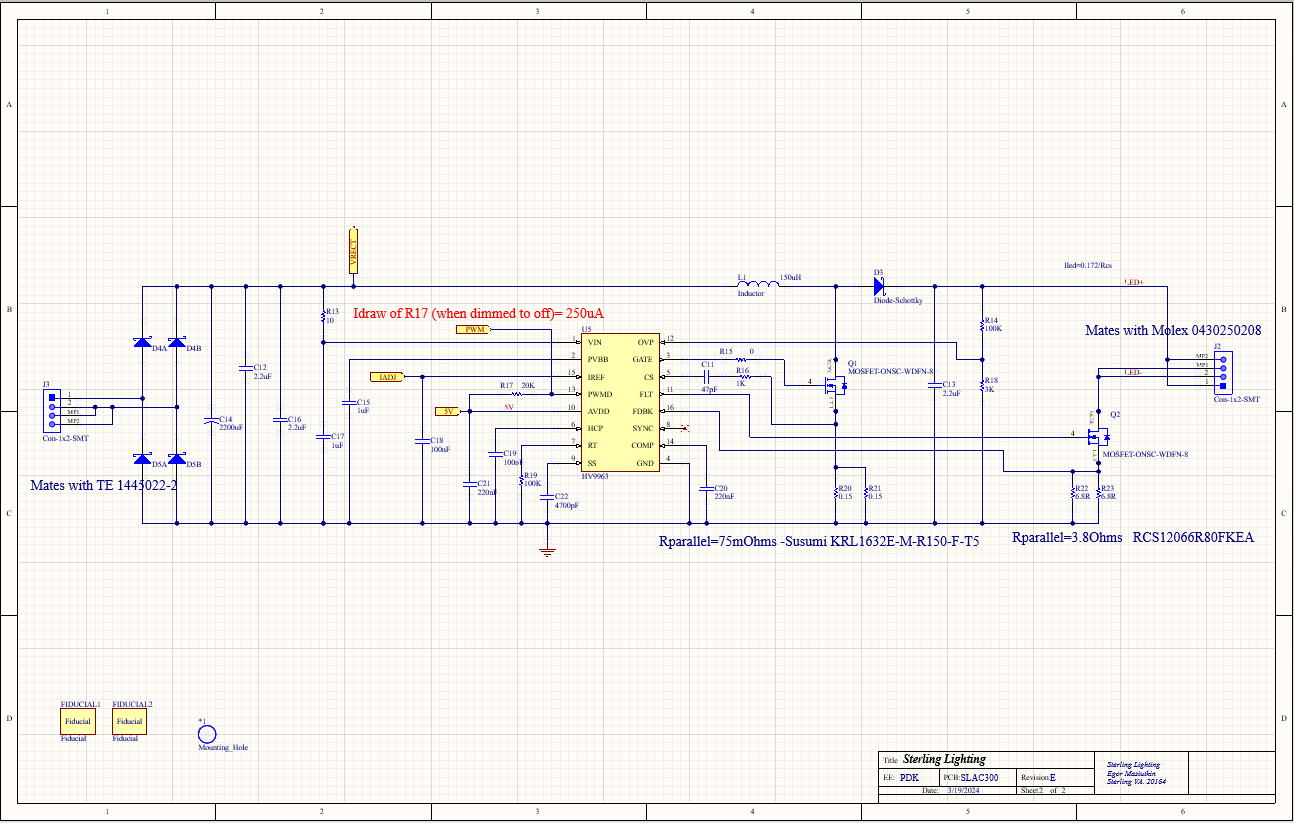 1 2 3 4 5 6
A A
B B
C C
D D
VRECT
R13
10
Idraw of R17 (when dimmed to off)= 250uA
PWM
IADJ
5V
5V
U5
HV9963
1 VIN
2 PVBB
15 IREF
13 PWMD
10 AVDD
6 HCP
7 RT
9 SS
OVP 12
GATE 3
CS 5
FLT 11
FDBK 16
SYNC 8
COMP 14
GND 4
L1 150uH
Inductor
D3
Diode-Schottky
Iled=0.172/Rcs
LED+
LED-
R14
100K
R18
3K
Mates with Molex 0430250208
J2
MP2
MP1
2
1
Con-1x2-SMT
D4A D4B
D5A D5B
J3
1
2
MP1
MP2
Con-1x2-SMT
Mates with TE 1445022-2
C12
2.2uF
C14
2200uF
C16
2.2uF
C17
1uF
C15
1uF
C18
100nF
R17 20K
C21
220nF
C19
100nF
R19
100K
C22
4700pF
C20
220nF
R15 0
C11
47pF
R16
1K
Q1
MOSFET-ONSC-WDFN-8
4
C13
2.2uF
Q2
MOSFET-ONSC-WDFN-8
4
R20
0.15
R21
0.15
R22
6.8R
R23
6.8R
Rparallel=75mOhms -Susumi KRL1632E-M-R150-F-T5
Rparallel=3.8Ohms RCS12066R80FKEA
FIDUCIAL1
Fiducial
Fiducial
FIDUCIAL2
Fiducial
Fiducial
*1
Mounting_Hole
Title Sterling Lighting
EE: PDK PCB:SLAC300 Revision:E
Date: 3/19/2024 Sheet2 of 2
Sterling Lighting
Sterling VA. 20164
1 2 3 4 5 6